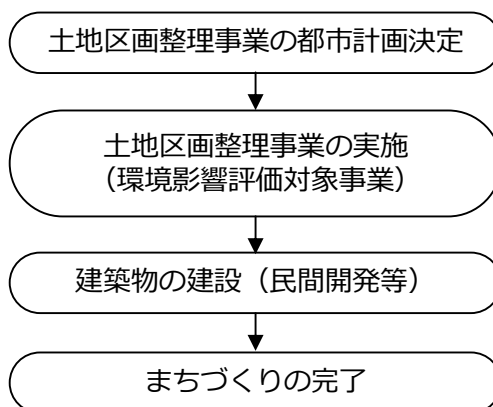 土地区画整理事業の都市計画決定
土地区画整理事業の実施
（環境影響評価対象事業）
建築物の建設（民間開発等）
まちづくりの完了